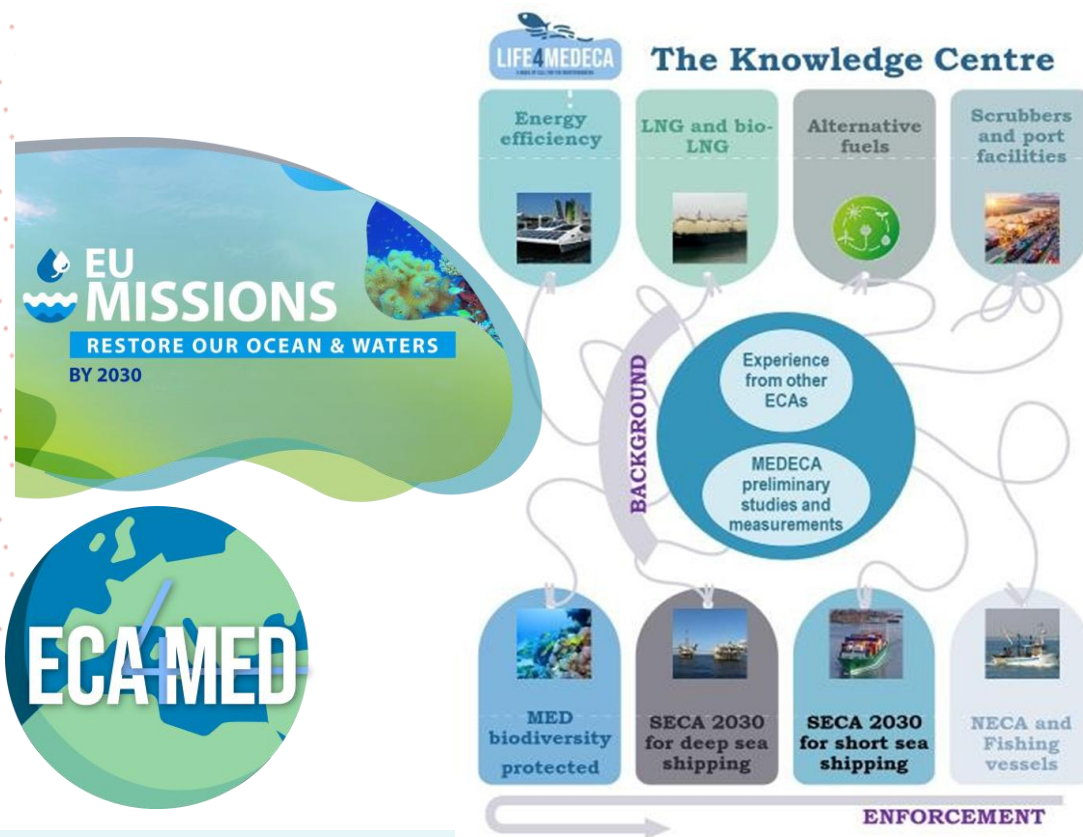 EU
MISSIONS
RESTORE OUR OCEAN & WATERS
BY 2030
ECA4MED
LIFE4MEDECA
The Knowledge Centre
Energy
efficiency
LNG and bio-
LNG
Alternative
fuels
Scrubbers
and port
facilities
BACKGROUND
Experience
from other
ECAs
MEDECA
preliminary
studies and
measurements
MED
biodiversity
protected
SECA 2030
for deep sea
shipping
SECA 2030
for short sea
shipping
NECA and
Fishing
vessels
ENFORCEMENT